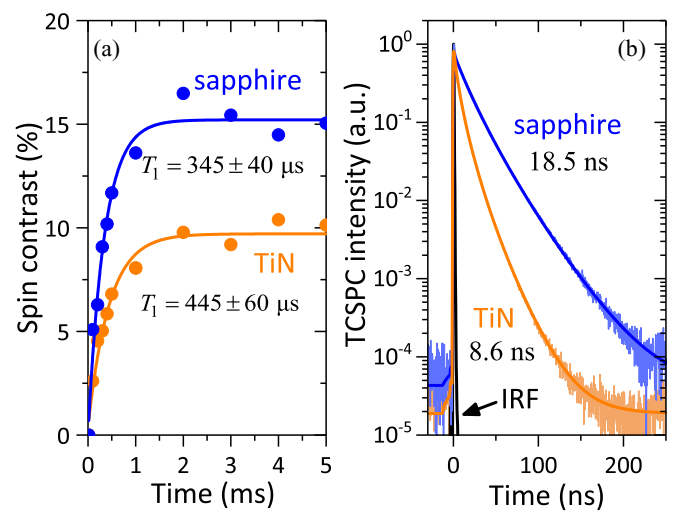 (a)
sapphire
T₁ = 345 ± 40 µs
TiN
T₁ = 445 ± 60 µs
Spin contrast (%)
20
15
10
5
0
0 1 2 3 4 5
Time (ms)
(b)
sapphire
18.5 ns
TiN
8.6 ns
IRF
TCSPC intensity (a.u.)
10⁰
10⁻¹
10⁻²
10⁻³
10⁻⁴
10⁻⁵
0 100 200
Time (ns)